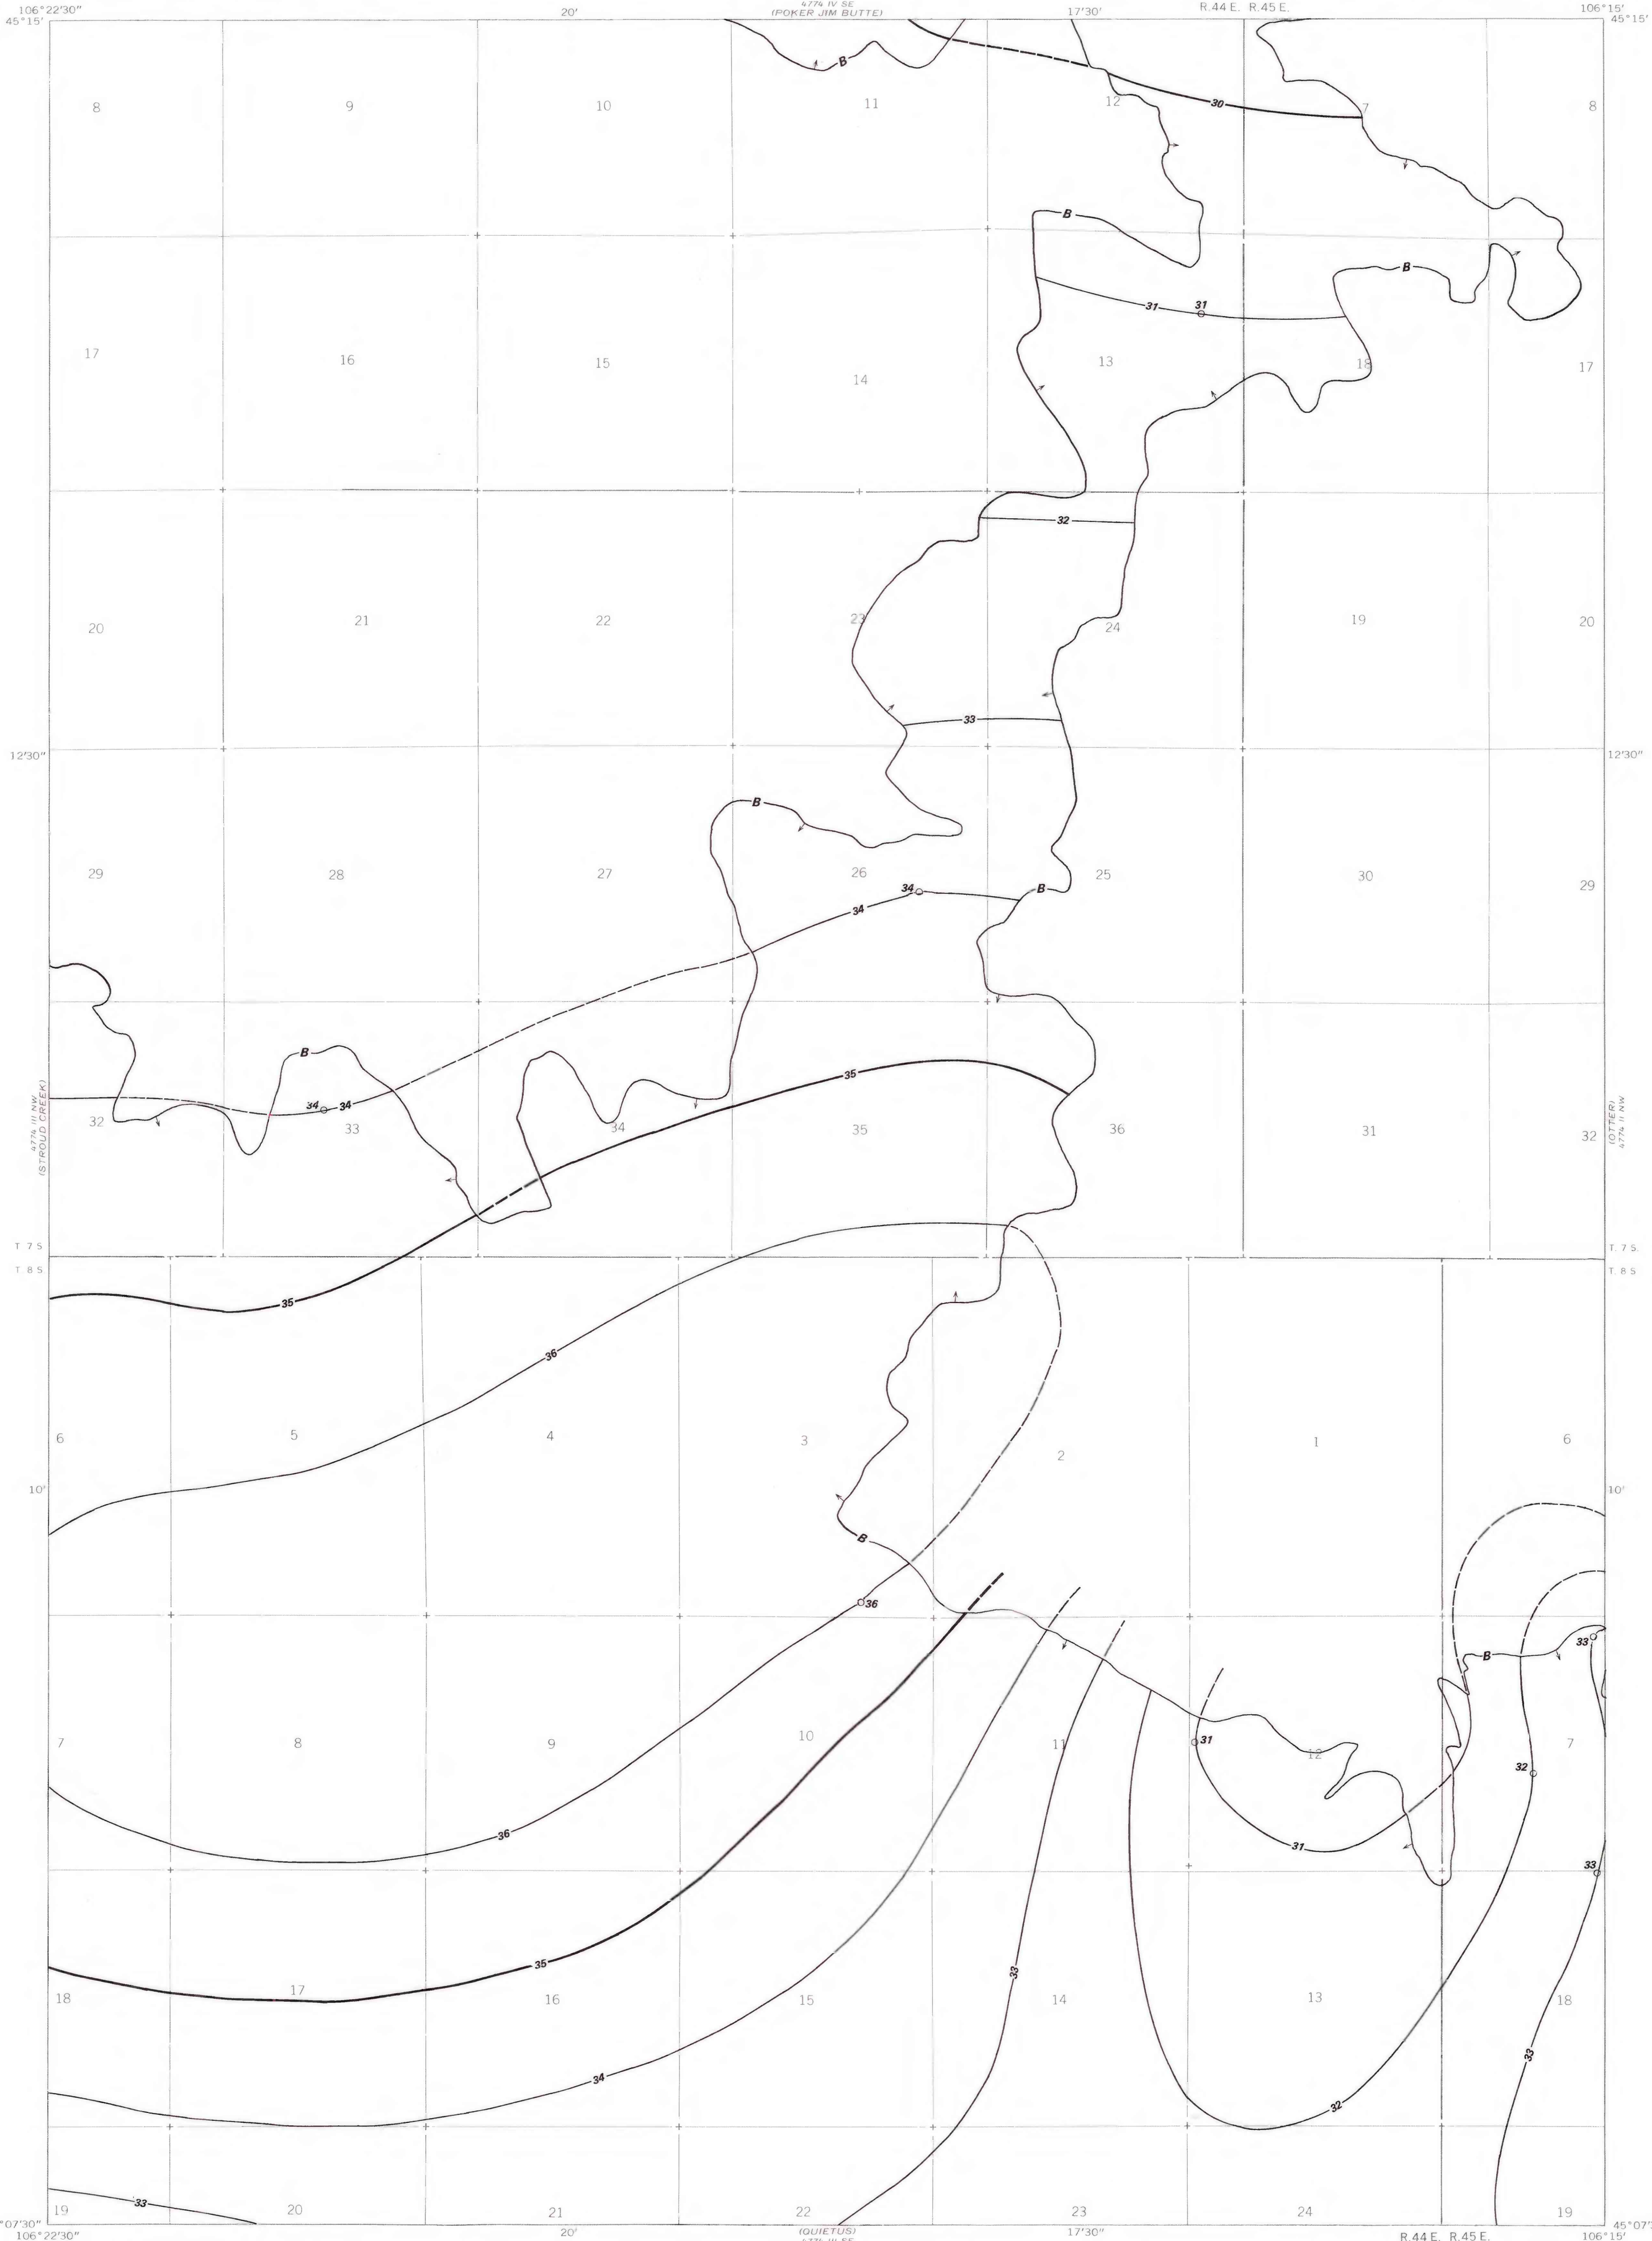 4774 IV SE
106°22'30" 20' (POKER JIM BUTTE) 17'30" R.44 E. R.45 E. 106°15'
45°15' 45°15'
B
8 9 10 11 12 30 7 8
B
B
31 31
17 16 15 14 13 18 17
32
20 21 22 23 24 19 20
33
12'30" 12'30"
B
29 28 27 26 25 30 29
34 B
34
B
35
34 34
32 33 34 35 36 31 32
4774 III NW
(STROUD CREEK)
(OTTER)
4774 II NW
T. 7 S. T. 7 S.
T. 8 S. T. 8 S.
35
36
6 5 4 3 2 1 6
10' 10'
B
36
33
B
7 8 9 10 11 31 12 7
32
36 31
33
35
33
18 17 16 15 14 13 18
33
34
32
33
19 20 21 22 23 24 19
°07'30" 45°07'3
106°22'30" 20' (QUIETUS) 17'30" R.44 E. R.45 E. 106°15'